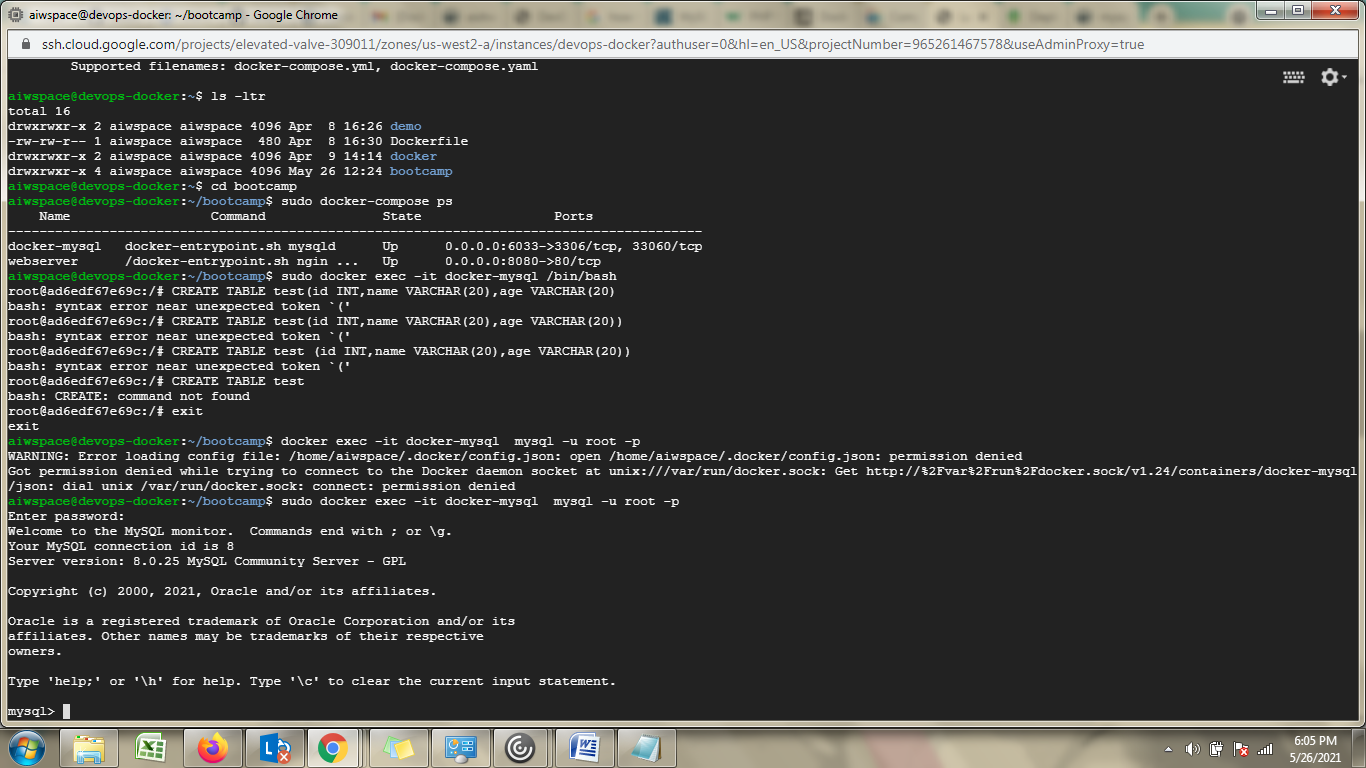 aiwspace@devops-docker: ~/bootcamp - Google Chrome
ssh.cloud.google.com/projects/elevated-valve-309011/zones/us-west2-a/instances/devops-docker?authuser=0&hl=en_US&projectNumber=965261467578&useAdminProxy=true
        Supported filenames: docker-compose.yml, docker-compose.yaml
aiwspace@devops-docker:~$ ls -ltr
total 16
drwxrwxr-x 2 aiwspace aiwspace 4096 Apr  8 16:26 demo
-rw-rw-r-- 1 aiwspace aiwspace  480 Apr  8 16:30 Dockerfile
drwxrwxr-x 2 aiwspace aiwspace 4096 Apr  9 14:14 docker
drwxrwxr-x 4 aiwspace aiwspace 4096 May 26 12:24 bootcamp
aiwspace@devops-docker:~$ cd bootcamp
aiwspace@devops-docker:~/bootcamp$ sudo docker-compose ps
    Name                  Command               State                 Ports
-----------------------------------------------------------------------------------------
docker-mysql   docker-entrypoint.sh mysqld      Up      0.0.0.0:6033->3306/tcp, 33060/tcp
webserver      /docker-entrypoint.sh ngin ...   Up      0.0.0.0:8080->80/tcp
aiwspace@devops-docker:~/bootcamp$ sudo docker exec -it docker-mysql /bin/bash
root@ad6edf67e69c:/# CREATE TABLE test(id INT,name VARCHAR(20),age VARCHAR(20)
bash: syntax error near unexpected token `('
root@ad6edf67e69c:/# CREATE TABLE test(id INT,name VARCHAR(20),age VARCHAR(20))
bash: syntax error near unexpected token `('
root@ad6edf67e69c:/# CREATE TABLE test (id INT,name VARCHAR(20),age VARCHAR(20))
bash: syntax error near unexpected token `('
root@ad6edf67e69c:/# CREATE TABLE test
bash: CREATE: command not found
root@ad6edf67e69c:/# exit
exit
aiwspace@devops-docker:~/bootcamp$ docker exec -it docker-mysql  mysql -u root -p
WARNING: Error loading config file: /home/aiwspace/.docker/config.json: open /home/aiwspace/.docker/config.json: permission denied
Got permission denied while trying to connect to the Docker daemon socket at unix:///var/run/docker.sock: Get http://%2Fvar%2Frun%2Fdocker.sock/v1.24/containers/docker-mysql
/json: dial unix /var/run/docker.sock: connect: permission denied
aiwspace@devops-docker:~/bootcamp$ sudo docker exec -it docker-mysql  mysql -u root -p
Enter password:
Welcome to the MySQL monitor.  Commands end with ; or \g.
Your MySQL connection id is 8
Server version: 8.0.25 MySQL Community Server - GPL
Copyright (c) 2000, 2021, Oracle and/or its affiliates.
Oracle is a registered trademark of Oracle Corporation and/or its
affiliates. Other names may be trademarks of their respective
owners.
Type 'help;' or '\h' for help. Type '\c' to clear the current input statement.
mysql>
6:05 PM
5/26/2021